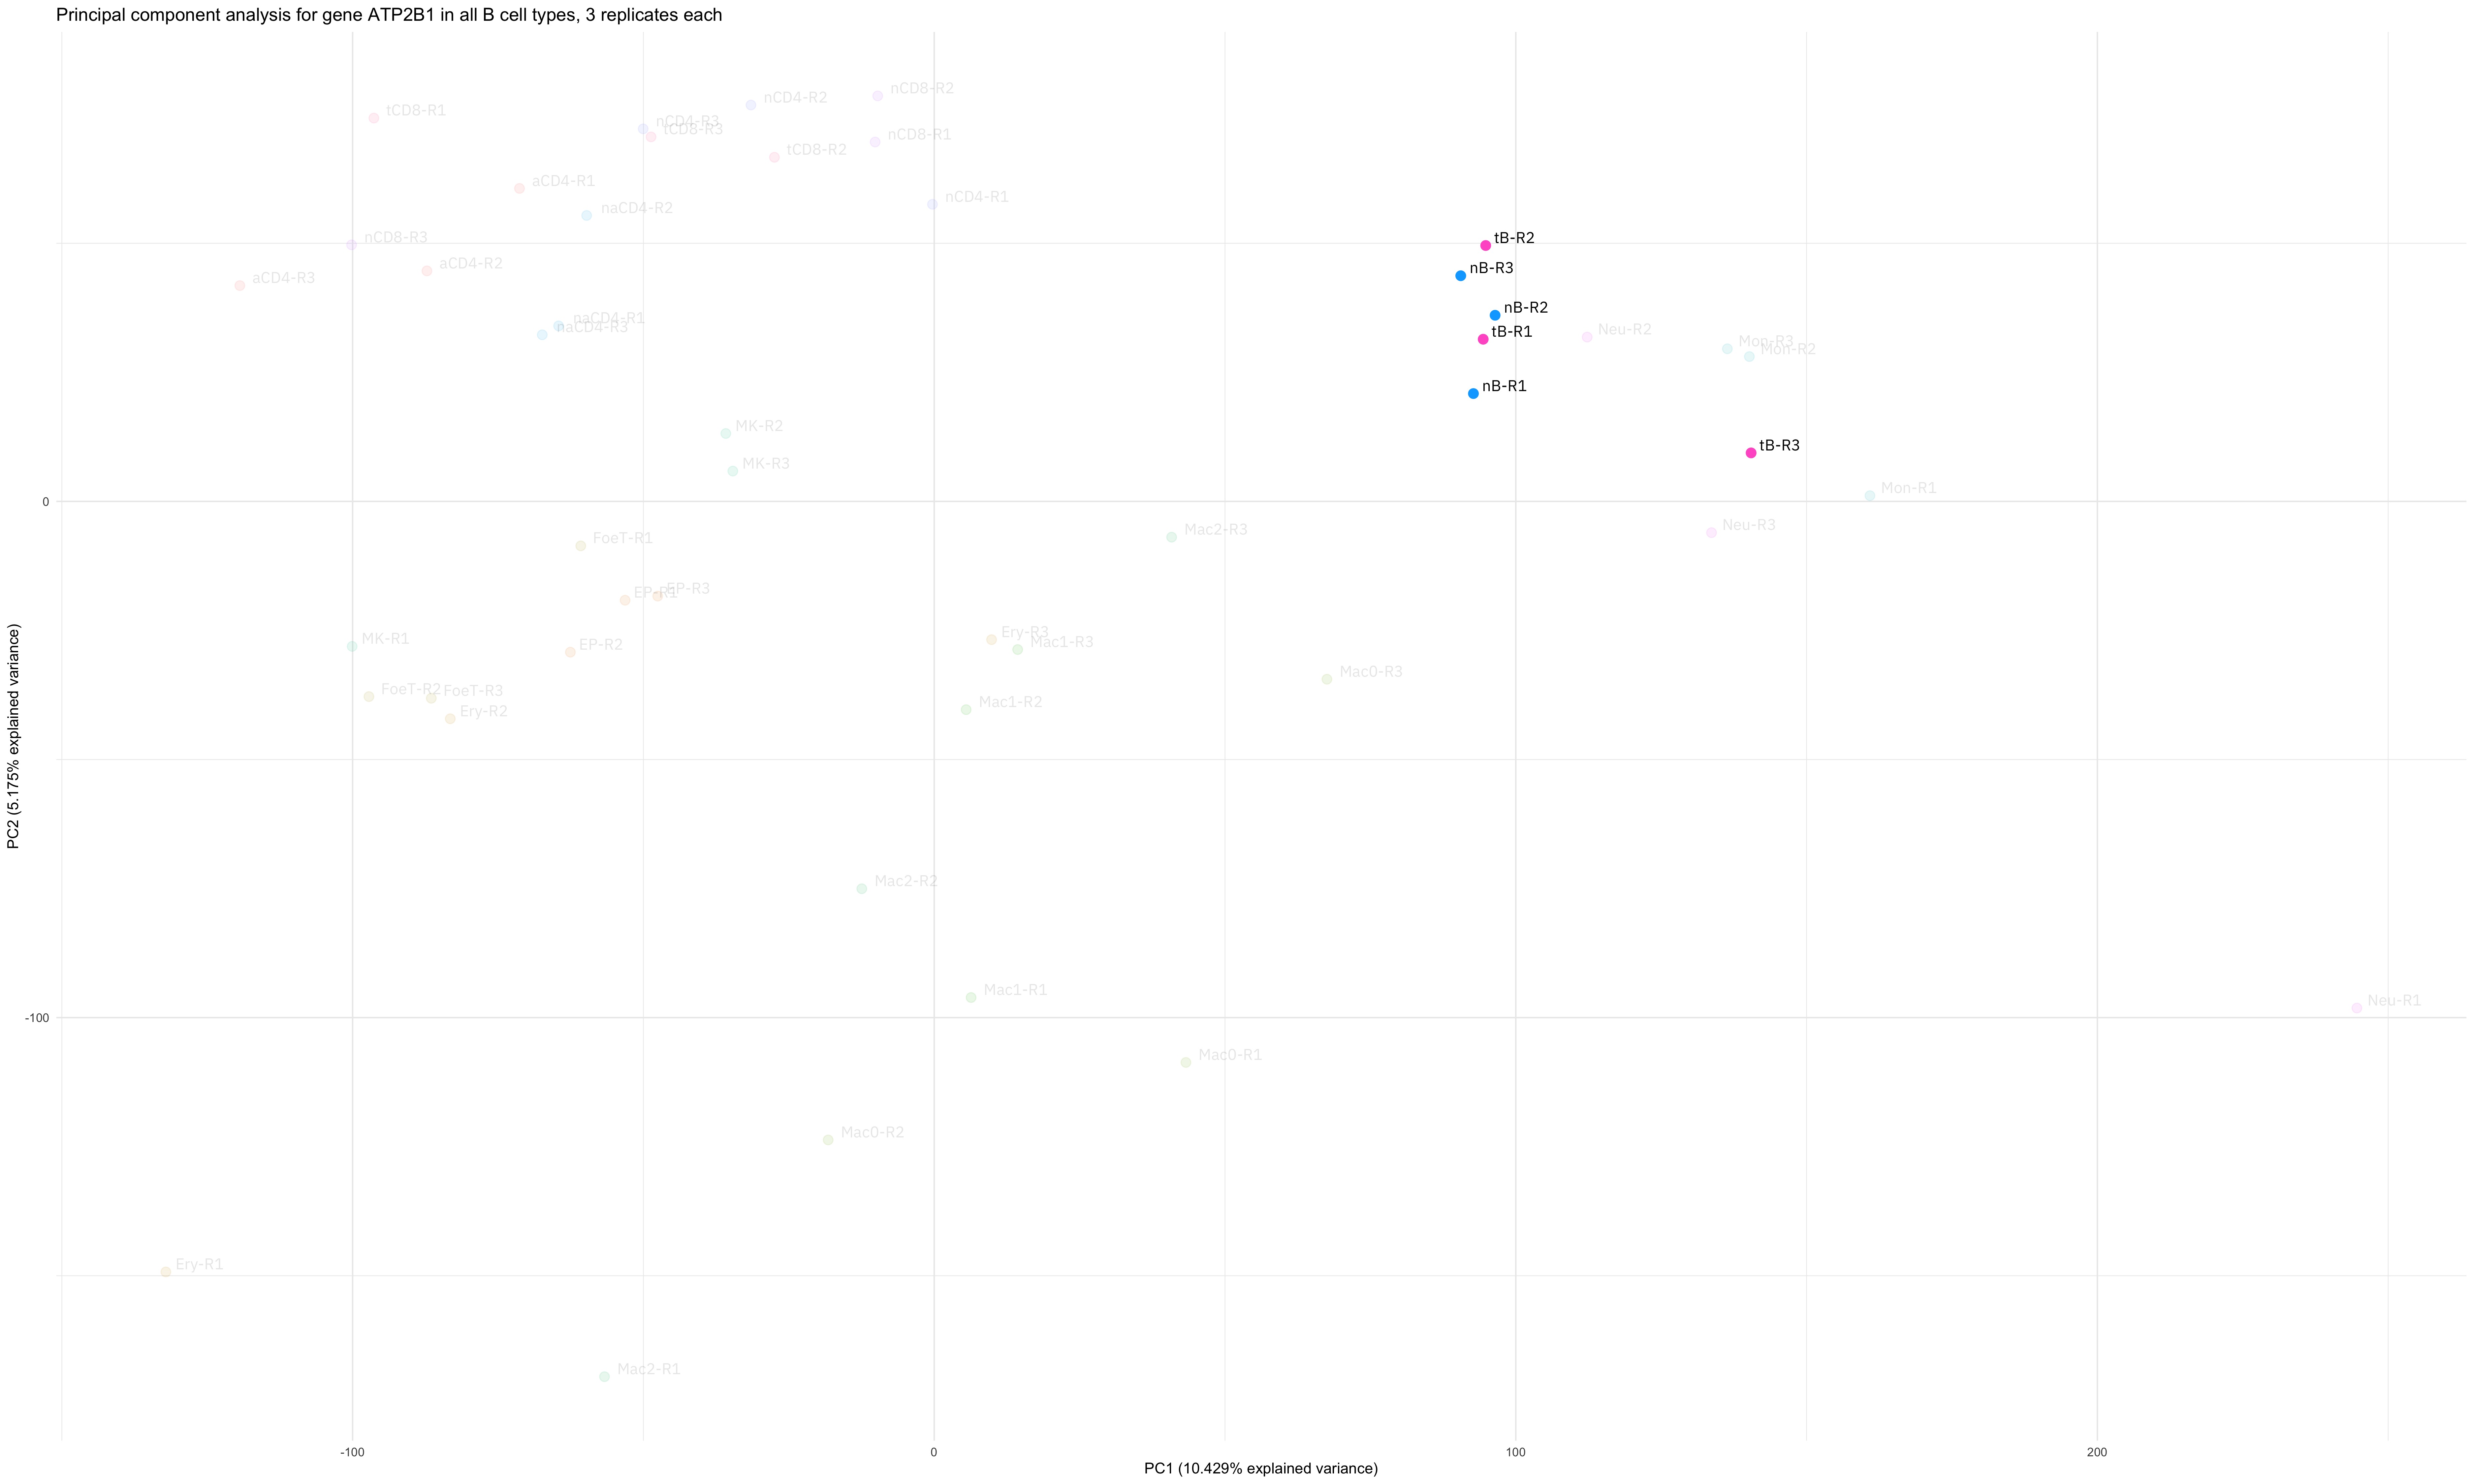 Principal component analysis for gene ATP2B1 in all B cell types, 3 replicates each
nCD8-R2
nCD4-R2
tCD8-R1
nCD4-R3
tCD8-R3
nCD8-R1
tCD8-R2
aCD4-R1
nCD4-R1
naCD4-R2
nCD8-R3
tB-R2
aCD4-R2
nB-R3
aCD4-R3
nB-R2
naCD4-R1
naCD4-R3
tB-R1
Neu-R2
Mon-R3
Mon-R2
nB-R1
MK-R2
tB-R3
MK-R3
Mon-R1
0
Neu-R3
Mac2-R3
FoeT-R1
EP-R3
EP-R1
Ery-R3
MK-R1
Mac1-R3
EP-R2
Mac0-R3
FoeT-R2
FoeT-R3
Mac1-R2
Ery-R2
PC2 (5.175% explained variance)
Mac2-R2
Mac1-R1
Neu-R1
-100
Mac0-R1
Mac0-R2
Ery-R1
Mac2-R1
-100
0
100
200
PC1 (10.429% explained variance)